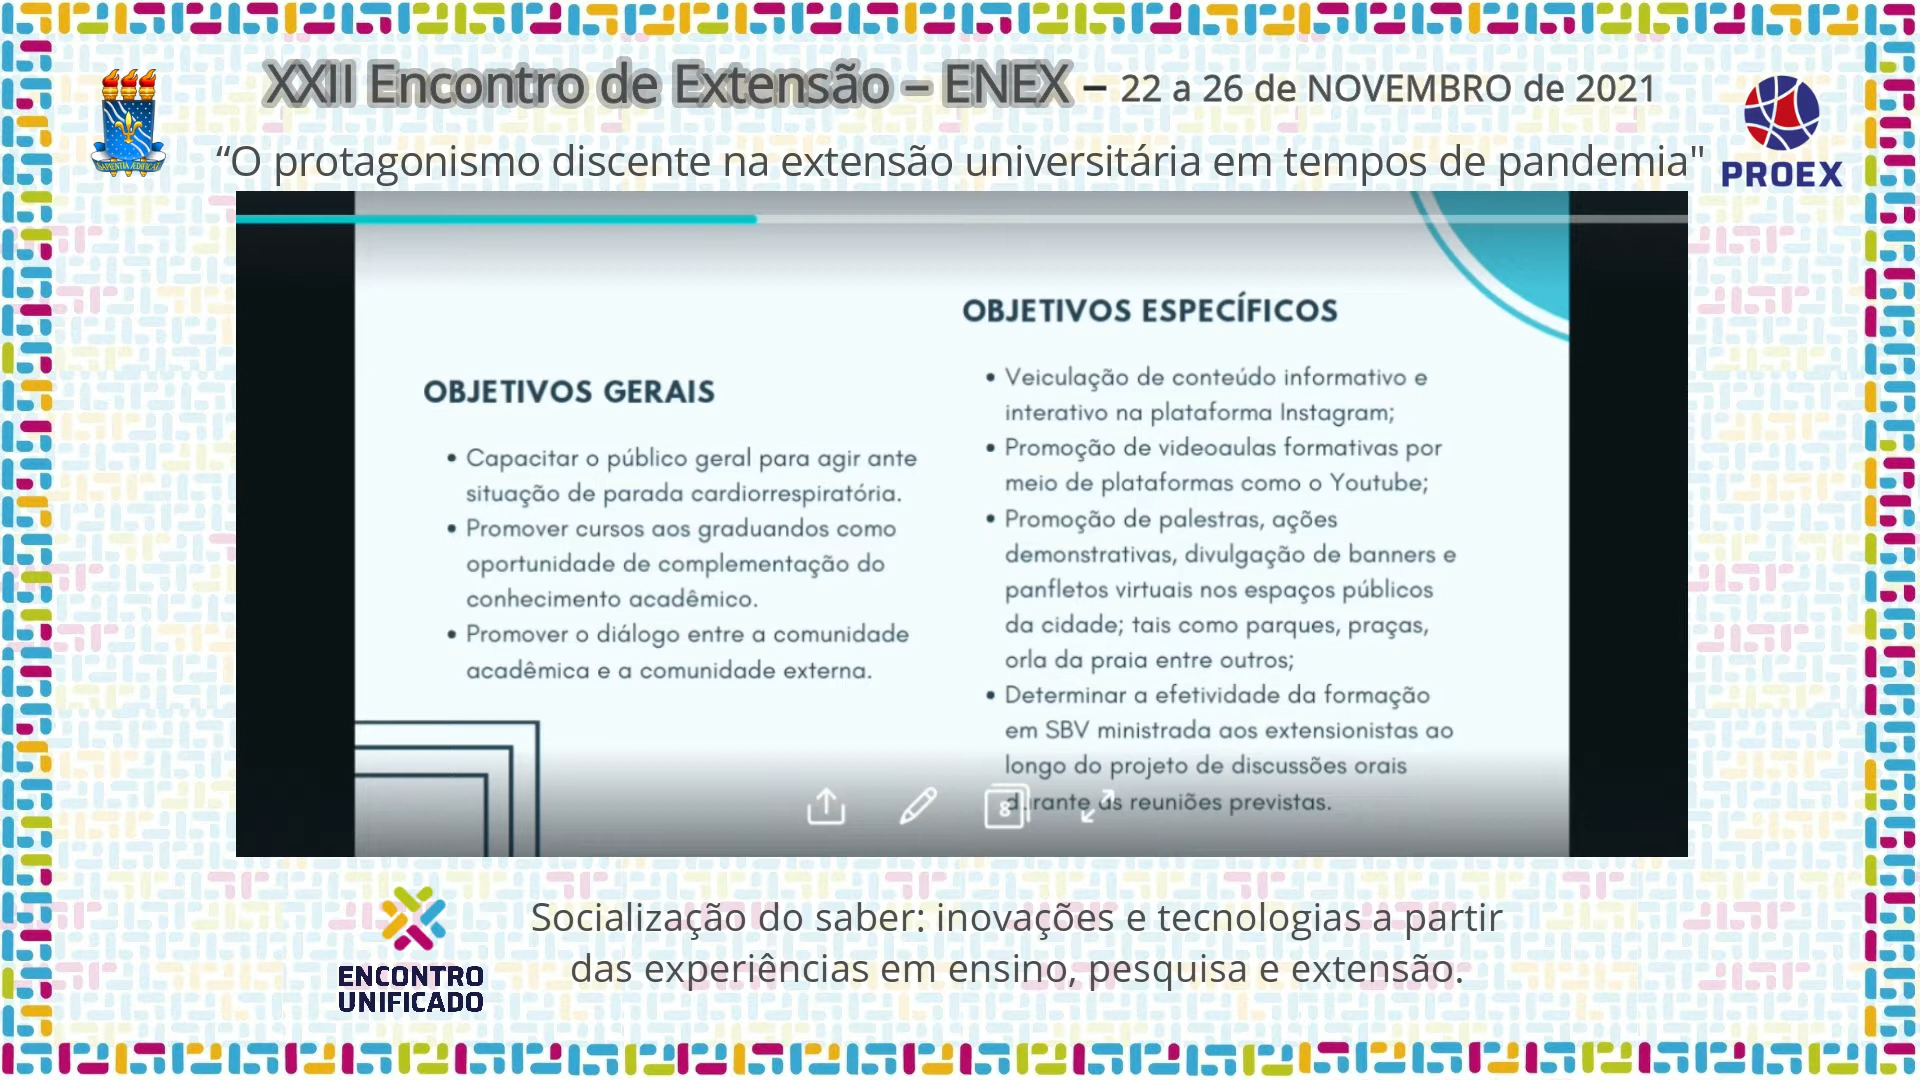 XXII Encontro de Extensão – ENEX – 22 a 26 de NOVEMBRO de 2021
“O protagonismo discente na extensão universitária em tempos de pandemia"
PROEX
OBJETIVOS GERAIS
• Capacitar o público geral para agir ante
situação de parada cardiorrespiratória.
• Promover cursos aos graduandos como
oportunidade de complementação do
conhecimento acadêmico.
• Promover o diálogo entre a comunidade
acadêmica e a comunidade externa.
OBJETIVOS ESPECÍFICOS
• Veiculação de conteúdo informativo e
interativo na plataforma Instagram;
• Promoção de videoaulas formativas por
meio de plataformas como o Youtube;
• Promoção de palestras, ações
demonstrativas, divulgação de banners e
panfletos virtuais nos espaços públicos
da cidade; tais como parques, praças,
orla da praia entre outros;
• Determinar a efetividade da formação
em SBV ministrada aos extensionistas ao
longo do projeto de discussões orais
durante as reuniões previstas.
8
ENCONTRO
UNIFICADO
Socialização do saber: inovações e tecnologias a partir
das experiências em ensino, pesquisa e extensão.